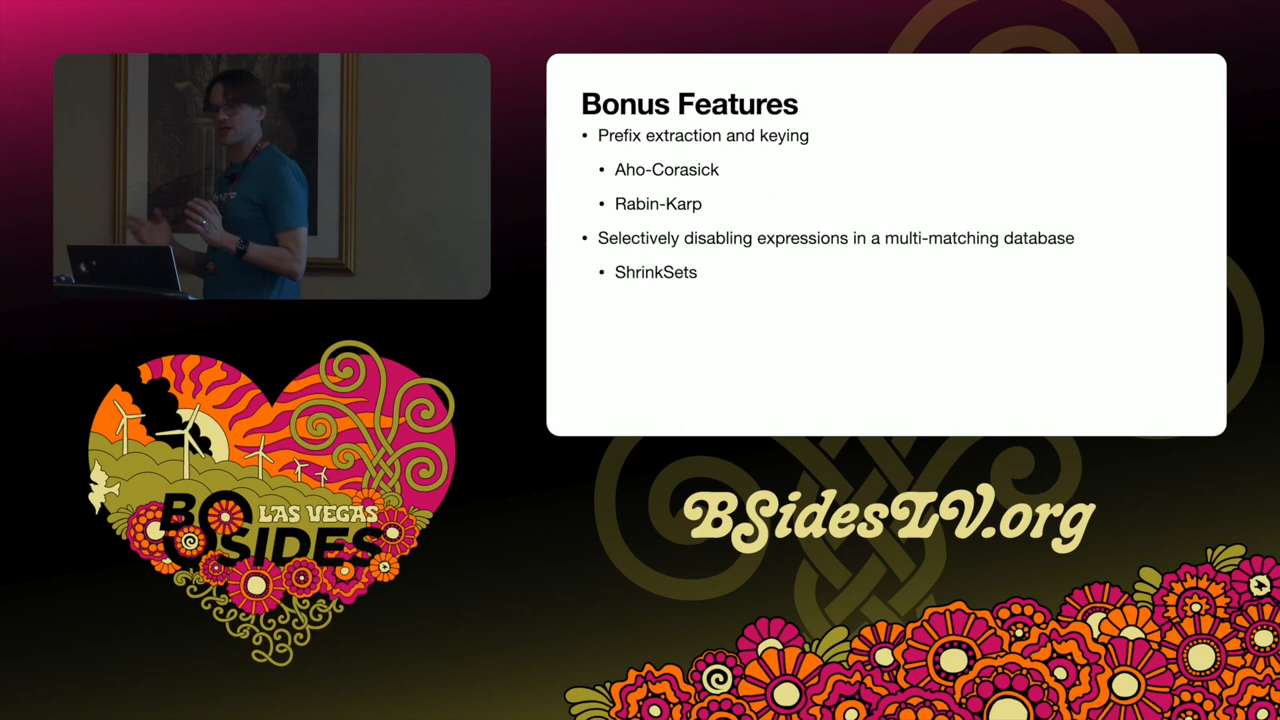 Bonus Features
• Prefix extraction and keying
• Aho-Corasick
• Rabin-Karp
• Selectively disabling expressions in a multi-matching database
• ShrinkSets
LAS VEGAS
BSIDES
BSidesLV.org